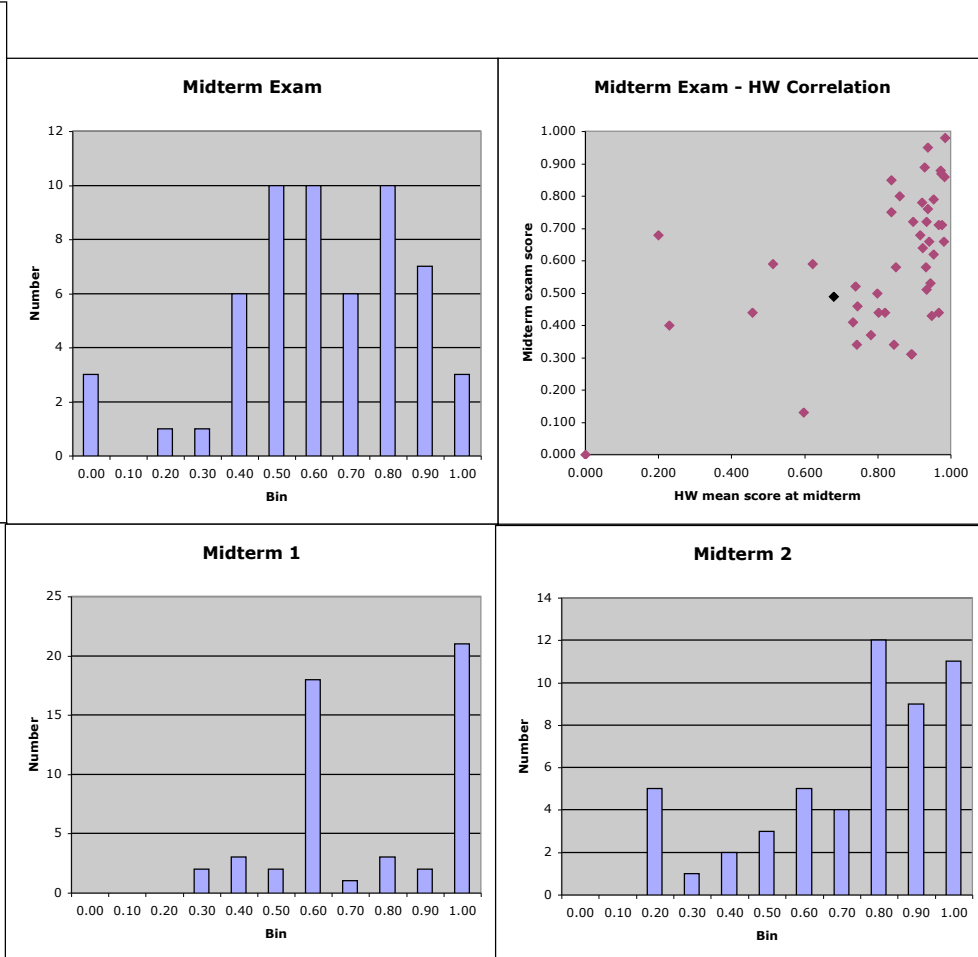 Midterm Exam
12
10
8
6
4
2
0
Number
0.00 0.10 0.20 0.30 0.40 0.50 0.60 0.70 0.80 0.90 1.00
Bin
Midterm Exam - HW Correlation
1.000
0.900
0.800
0.700
0.600
0.500
0.400
0.300
0.200
0.100
0.000
Midterm exam score
0.000 0.200 0.400 0.600 0.800 1.000
HW mean score at midterm
Midterm 1
25
20
15
10
5
0
Number
0.00 0.10 0.20 0.30 0.40 0.50 0.60 0.70 0.80 0.90 1.00
Bin
Midterm 2
14
12
10
8
6
4
2
0
Number
0.00 0.10 0.20 0.30 0.40 0.50 0.60 0.70 0.80 0.90 1.00
Bin